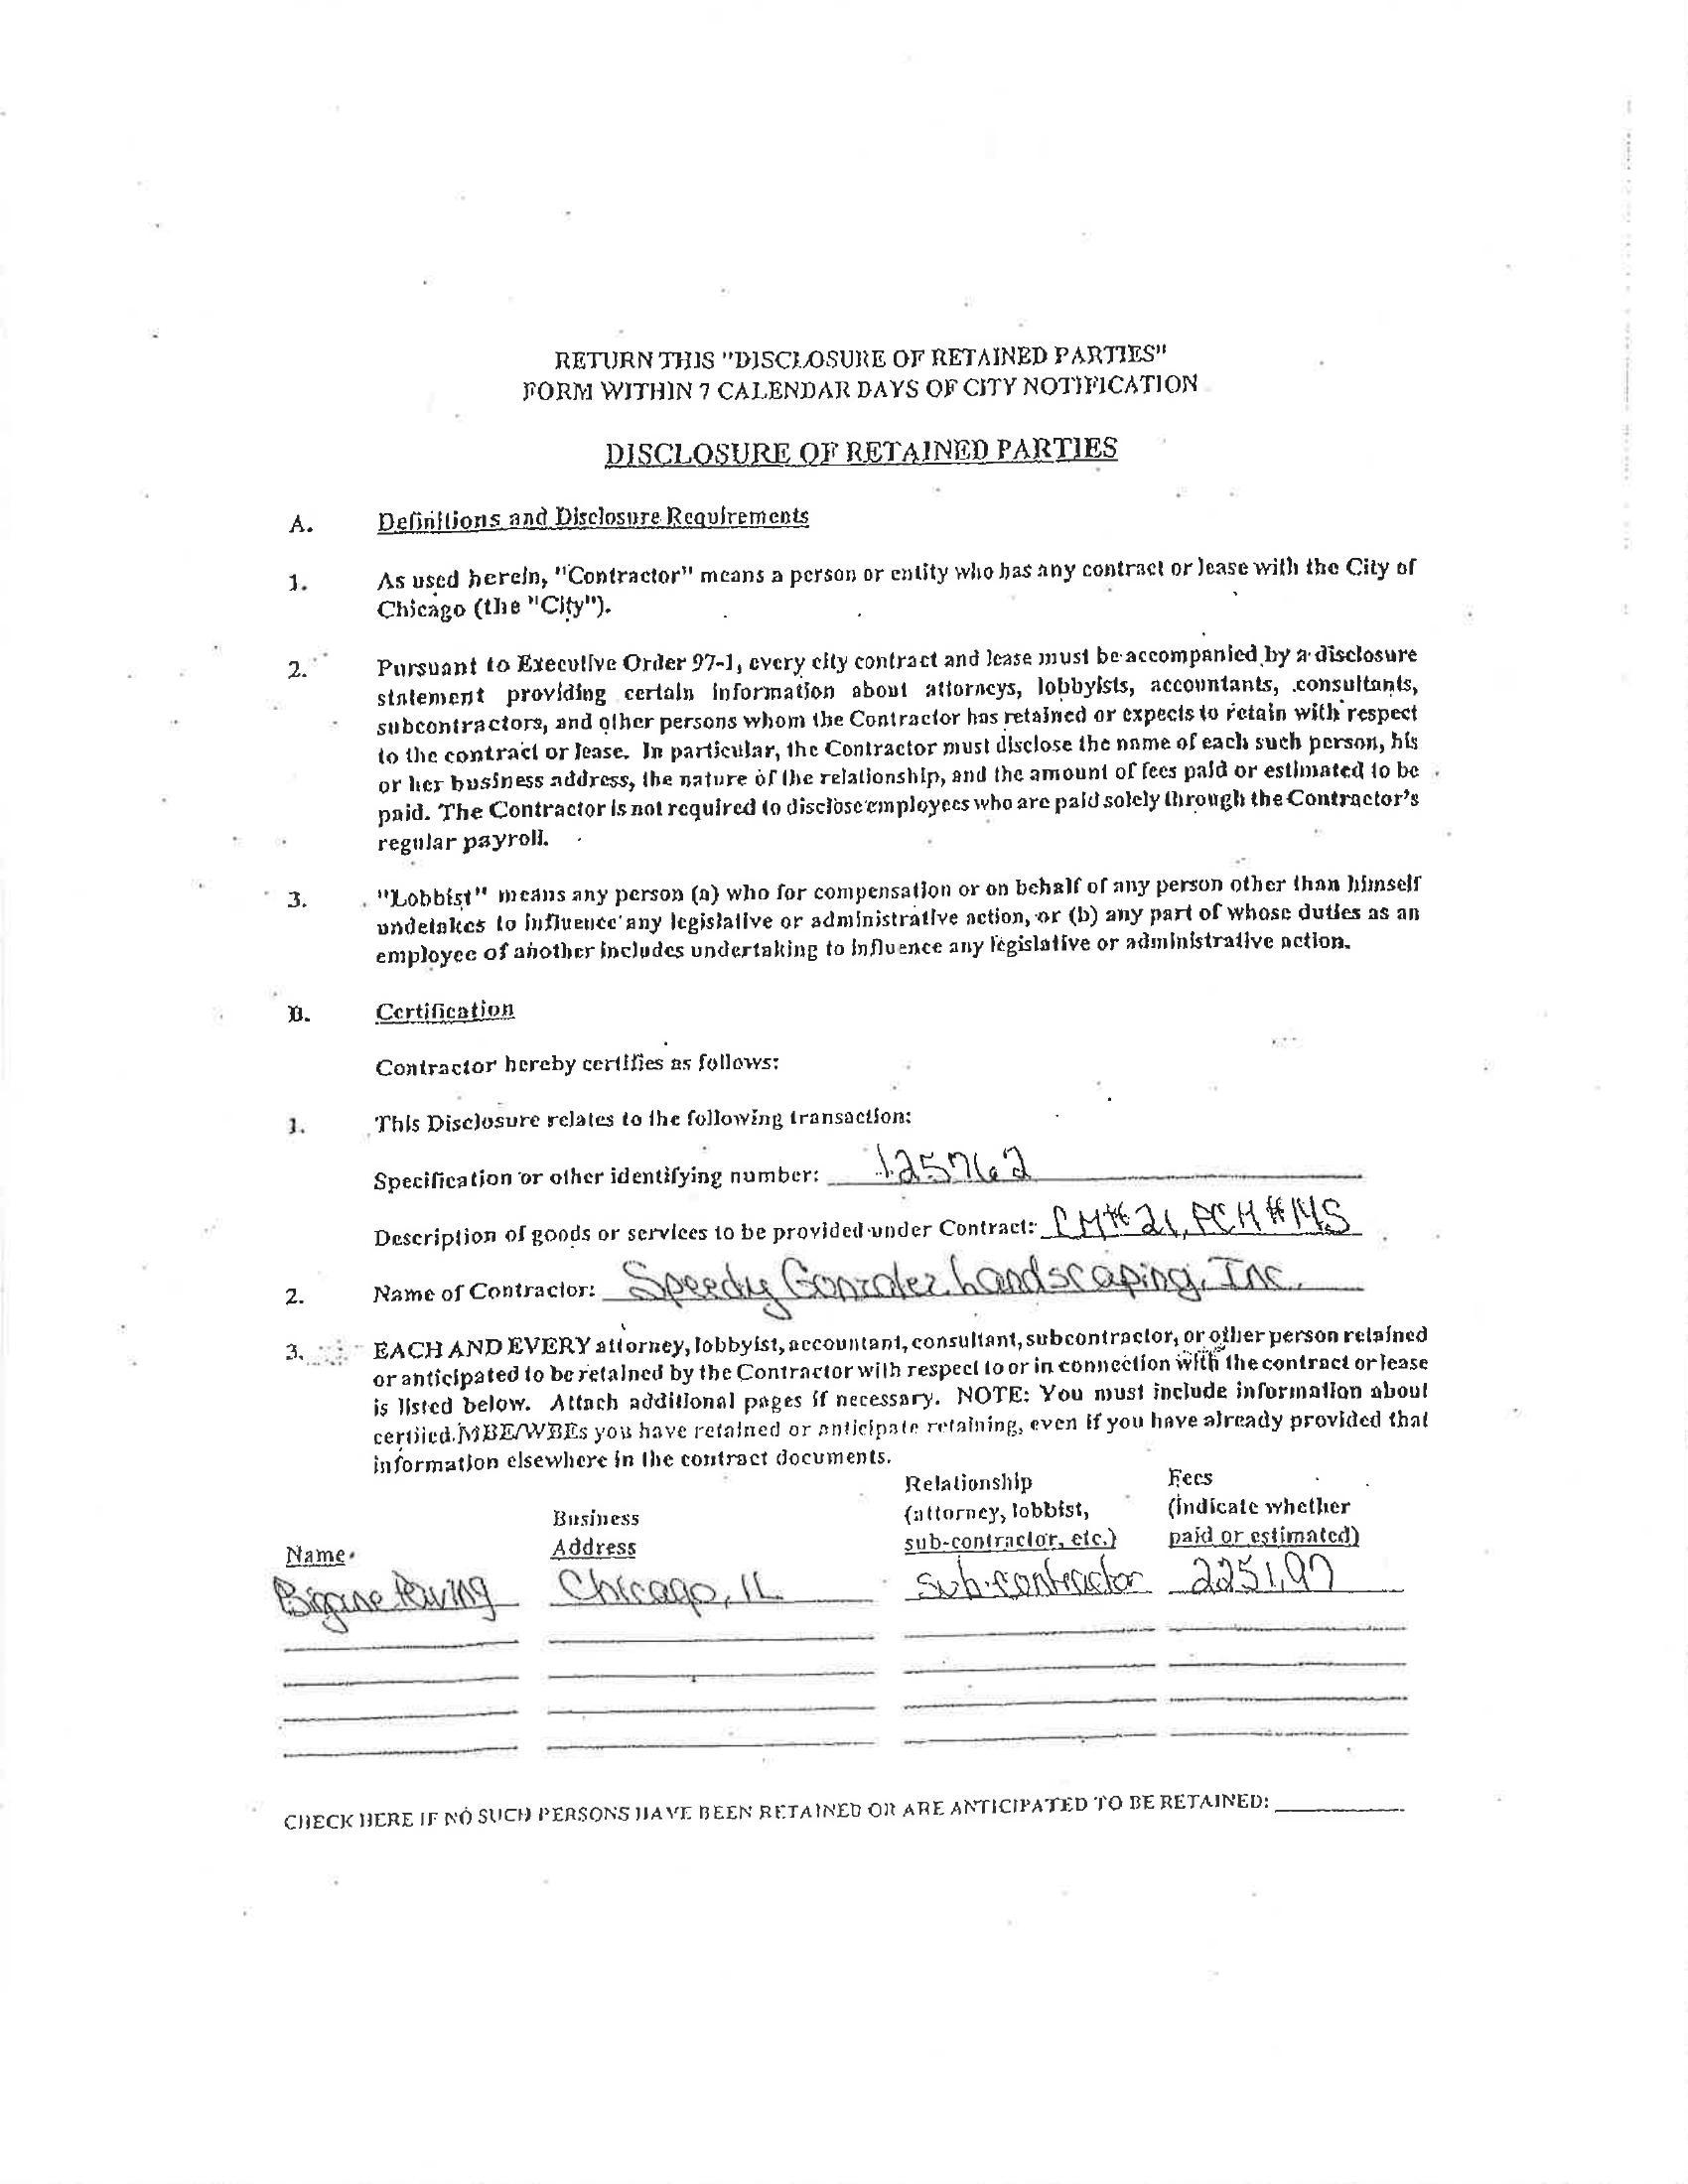 RETURN THIS "DISCLOSURE OF RETAINED PARTIES"
FORM WITHIN 7 CALENDAR DAYS OF CITY NOTIFICATION
DISCLOSURE OF RETAINED PARTIES
A. Definitions and Disclosure Requirements
1. As used herein, "Contractor" means a person or entity who has any contract or lease with the City of
Chicago (the "City").
2. Pursuant to Executive Order 97-1, every city contract and lease must be accompanied by a disclosure
statement providing certain information about attorneys, lobbyists, accountants, consultants,
subcontractors, and other persons whom the Contractor has retained or expects to retain with respect
to the contract or lease. In particular, the Contractor must disclose the name of each such person, his
or her business address, the nature of the relationship, and the amount of fees paid or estimated to be
paid. The Contractor is not required to disclose employees who are paid solely through the Contractor's
regular payroll.
3. "Lobbist" means any person (a) who for compensation or on behalf of any person other than himself
undetakes to influence any legislative or administrative action, or (b) any part of whose duties as an
employee of another includes undertaking to influence any legislative or administrative action.
B. Certification
Contractor hereby certifies as follows:
1. This Disclosure relates to the following transaction:
Specification or other identifying number: 125762
Description of goods or services to be provided under Contract: # 21, PCH # 145
2. Name of Contractor: Speedy Gonzalez Landscaping, Inc.
3. EACH AND EVERY attorney, lobbyist, accountant, consultant, subcontractor, or other person retained
or anticipated to be retained by the Contractor with respect to or in connection with the contract or lease
is listed below. Attach additional pages if necessary. NOTE: You must include information about
certiied MBE/WBEs you have retained or anticipate retaining, even if you have already provided that
information elsewhere in the contract documents.
Relationship Fees
Business (attorney, lobbist, (indicate whether
Name Address sub-contractor, etc.) paid or estimated)
Bigane Paving Chicago, IL Sub-contractor 2251.97
CHECK HERE IF NO SUCH PERSONS HAVE BEEN RETAINED OR ARE ANTICIPATED TO BE RETAINED: